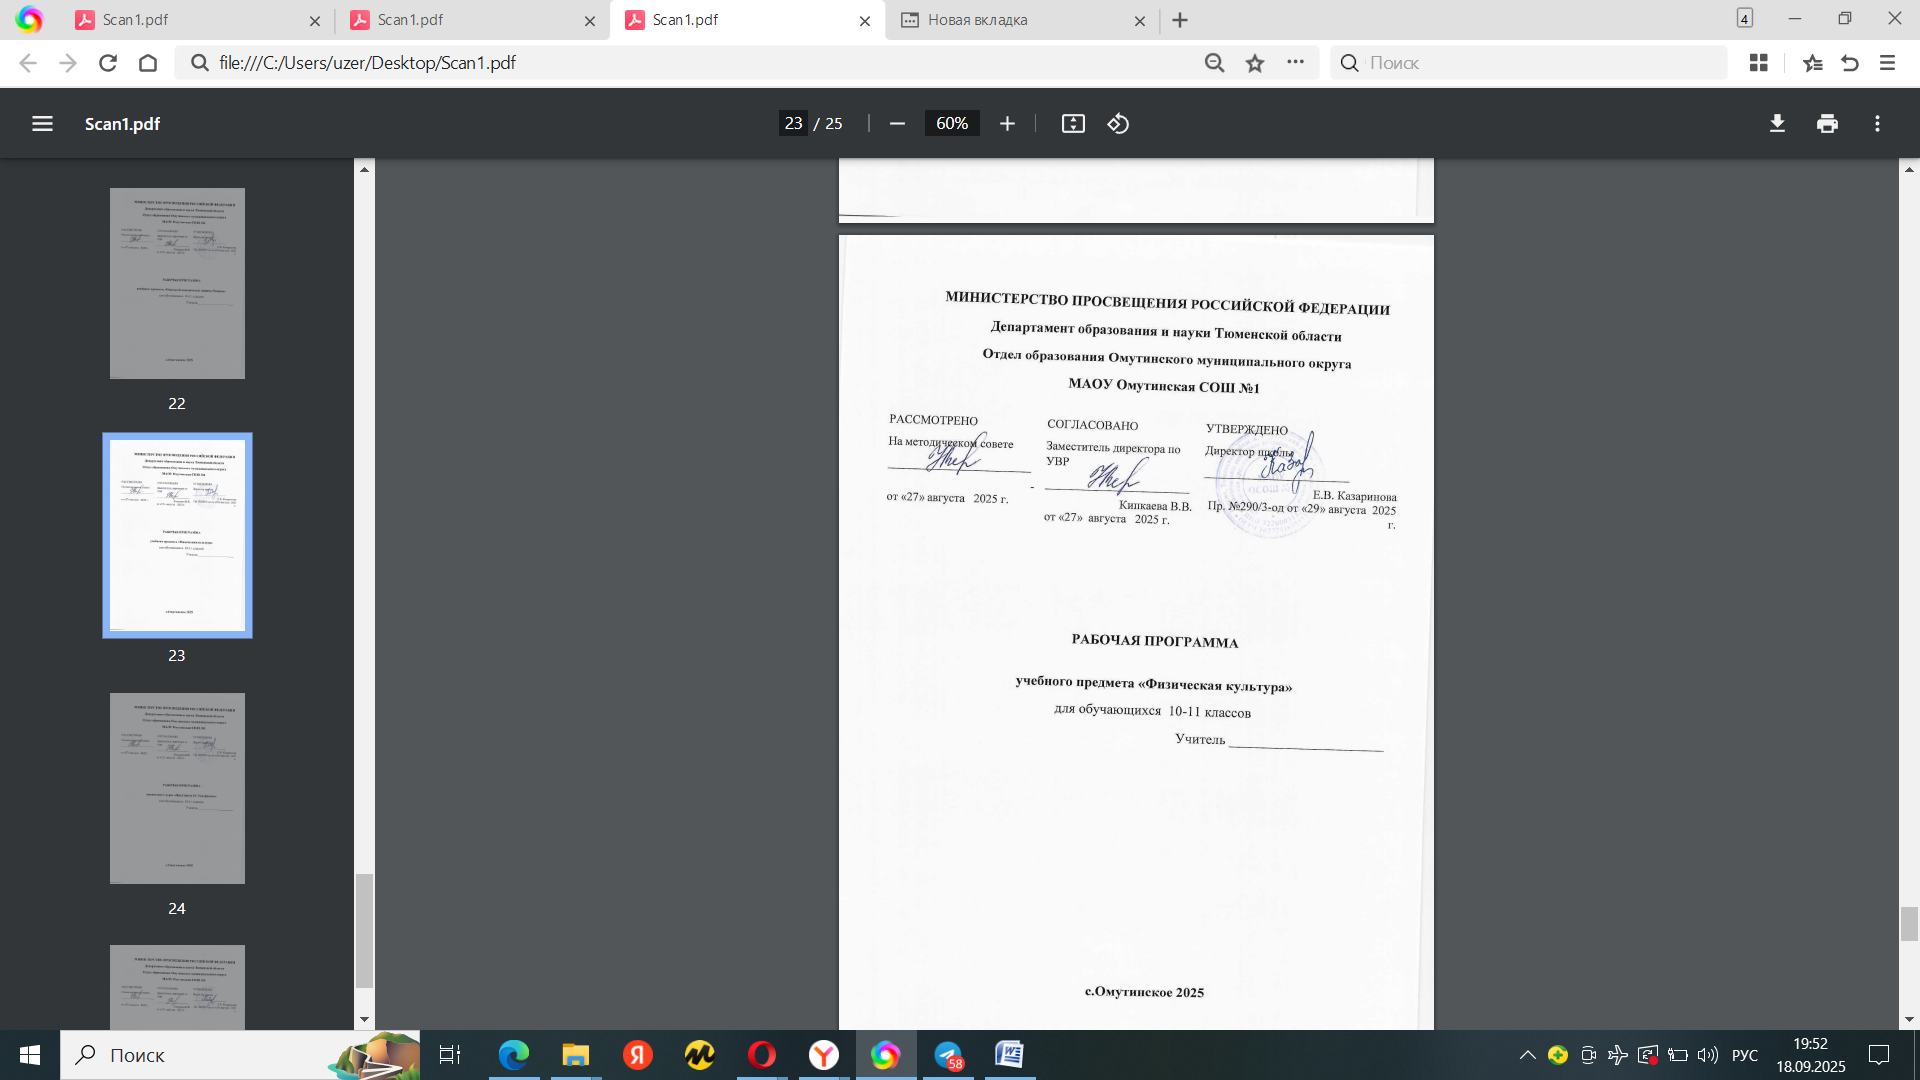 Scan1.pdf
Scan1.pdf
Scan1.pdf
Новая вкладка
4
file:///C:/Users/uzer/Desktop/Scan1.pdf
Поиск
Scan1.pdf
23 / 25
60%
22
23
24
МИНИСТЕРСТВО ПРОСВЕЩЕНИЯ РОССИЙСКОЙ ФЕДЕРАЦИИ
Департамент образования и науки Тюменской области
Отдел образования Омутинского муниципального округа
МАОУ Омутинская СОШ №1
РАССМОТРЕНО
На методическом совете
от «27» августа 2025 г.
СОГЛАСОВАНО
Заместитель директора по
УВР
Кипкаева В.В.
от «27» августа 2025 г.
УТВЕРЖДЕНО
Директор школы
Е.В. Казаринова
Пр. №290/3-од от «29» августа 2025
г.
РАБОЧАЯ ПРОГРАММА
учебного предмета «Физическая культура»
для обучающихся 10-11 классов
Учитель
с.Омутинское 2025
Поиск
58
РУС
19:52
18.09.2025